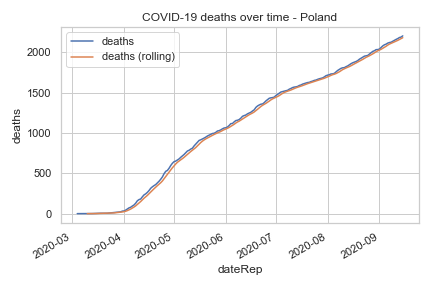 COVID-19 deaths over time - Poland
deaths
deaths (rolling)
deaths
2000
1500
1000
500
0
2020-03
2020-04
2020-05
2020-06
2020-07
2020-08
2020-09
dateRep